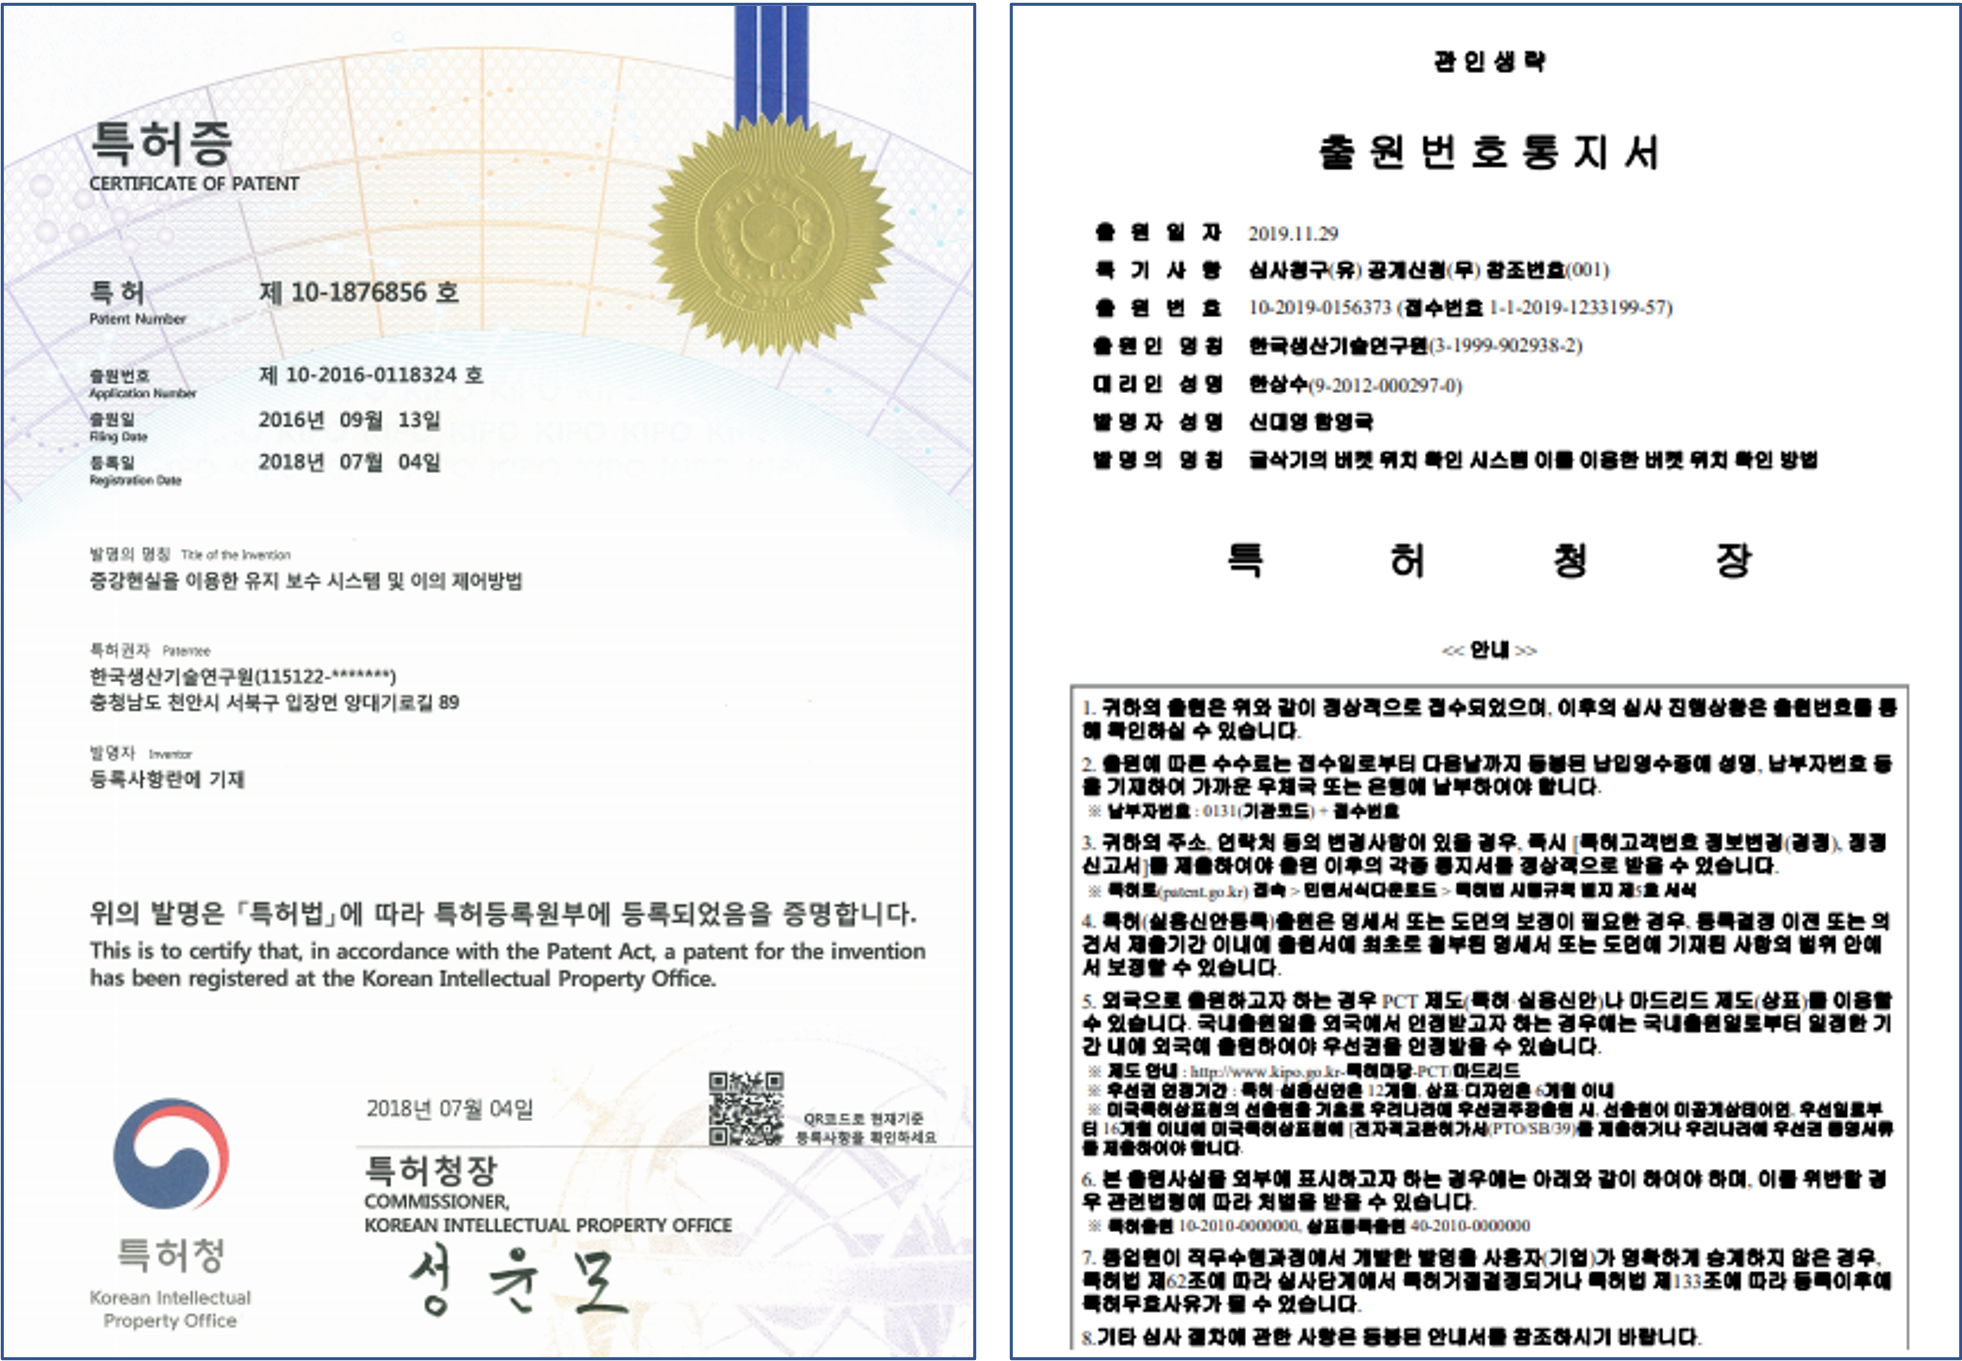 특허증
CERTIFICATE OF PATENT
특허 제 10-1876856 호
Patent Number
출원번호 제 10-2016-0118324 호
Application Number
출원일 2016년 09월 13일
Filing Date
등록일 2018년 07월 04일
Registration Date
발명의 명칭 Title of the Invention
증강현실을 이용한 유지 보수 시스템 및 이의 제어방법
특허권자 Patentee
한국생산기술연구원(115122-*******)
충청남도 천안시 서북구 입장면 양대기로길 89
발명자 Inventor
등록사항란에 기재
위의 발명은 「특허법」에 따라 특허등록원부에 등록되었음을 증명합니다.
This is to certify that, in accordance with the Patent Act, a patent for the invention
has been registered at the Korean Intellectual Property Office.
2018년 07월 04일
QR코드로 현재기준
등록사항을 확인하세요
특허청장
COMMISSIONER,
KOREAN INTELLECTUAL PROPERTY OFFICE
성윤모
특허청
Korean Intellectual
Property Office
관인생략
출원번호통지서
출원일자 2019.11.29
특기사항 심사청구(유) 공개신청(무) 참조번호(001)
출원번호 10-2019-0156373 (접수번호 1-1-2019-1233199-57)
출원인 명칭 한국생산기술연구원(3-1999-902938-2)
대리인 성명 한상수(9-2012-000297-0)
발명자 성명 신대영 함영국
발명의 명칭 굴삭기의 버켓 위치 확인 시스템 이를 이용한 버켓 위치 확인 방법
특허청장
<< 안내 >>
1. 귀하의 출원은 위와 같이 정상적으로 접수되었으며, 이후의 심사 진행상황은 출원번호를 통
해 확인하실 수 있습니다.
2. 출원에 따른 수수료는 접수일로부터 다음날까지 동봉된 납입영수증에 성명, 납부자번호 등
을 기재하여 가까운 우체국 또는 은행에 납부하여야 합니다.
※ 납부자번호 : 0131(기관코드) + 접수번호
3. 귀하의 주소, 연락처 등의 변경사항이 있을 경우, 즉시 [특허고객번호 정보변경(경정), 정정
신고서]를 제출하여야 출원 이후의 각종 통지서를 정상적으로 받을 수 있습니다.
※ 특허로(patent.go.kr) 접속 > 민원서식다운로드 > 특허법 시행규칙 별지 제5호 서식
4. 특허(실용신안등록)출원은 명세서 또는 도면의 보정이 필요한 경우, 등록결정 이전 또는 의
견서 제출기간 이내에 출원서에 최초로 첨부된 명세서 또는 도면에 기재된 사항의 범위 안에
서 보정할 수 있습니다.
5. 외국으로 출원하고자 하는 경우 PCT 제도(특허·실용신안)나 마드리드 제도(상표)를 이용할
수 있습니다. 국내출원일을 외국에서 인정받고자 하는 경우에는 국내출원일로부터 일정한 기
간 내에 외국에 출원하여야 우선권을 인정받을 수 있습니다.
※ 제도 안내 : http://www.kipo.go.kr-특허마당-PCT/마드리드
※ 우선권 인정기간 : 특허·실용신안은 12개월, 상표·디자인은 6개월 이내
※ 미국특허상표청의 선출원을 기초로 우리나라에 우선권주장출원 시, 선출원이 미공개상태이면, 우선일로부
터 16개월 이내에 미국특허상표청에 [전자적교환허가서(PTO/SB/39)를 제출하거나 우리나라에 우선권 증명서류
를 제출하여야 합니다.
6. 본 출원사실을 외부에 표시하고자 하는 경우에는 아래와 같이 하여야 하며, 이를 위반할 경
우 관련법령에 따라 처벌을 받을 수 있습니다.
※ 특허출원 10-2010-0000000, 상표등록출원 40-2010-0000000
7. 종업원이 직무수행과정에서 개발한 발명을 사용자(기업)가 명확하게 승계하지 않은 경우,
특허법 제62조에 따라 심사단계에서 특허거절결정되거나 특허법 제133조에 따라 등록이후에
특허무효사유가 될 수 있습니다.
8.기타 심사 절차에 관한 사항은 동봉된 안내서를 참조하시기 바랍니다.